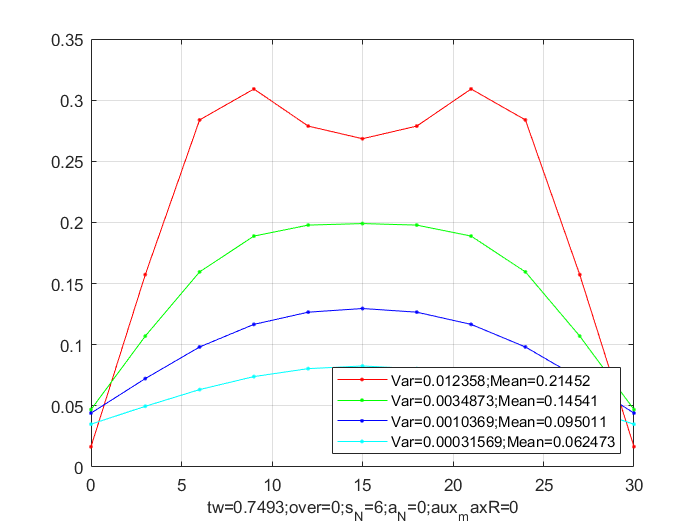 0.35
0.3
0.25
0.2
0.15
0.1
0.05
0
0 5 10 15 20 25 30
Var=0.012358;Mean=0.21452
Var=0.0034873;Mean=0.14541
Var=0.0010369;Mean=0.095011
Var=0.00031569;Mean=0.062473
tw=0.7493;over=0;s_N=6;a_N=0;aux_maxR=0